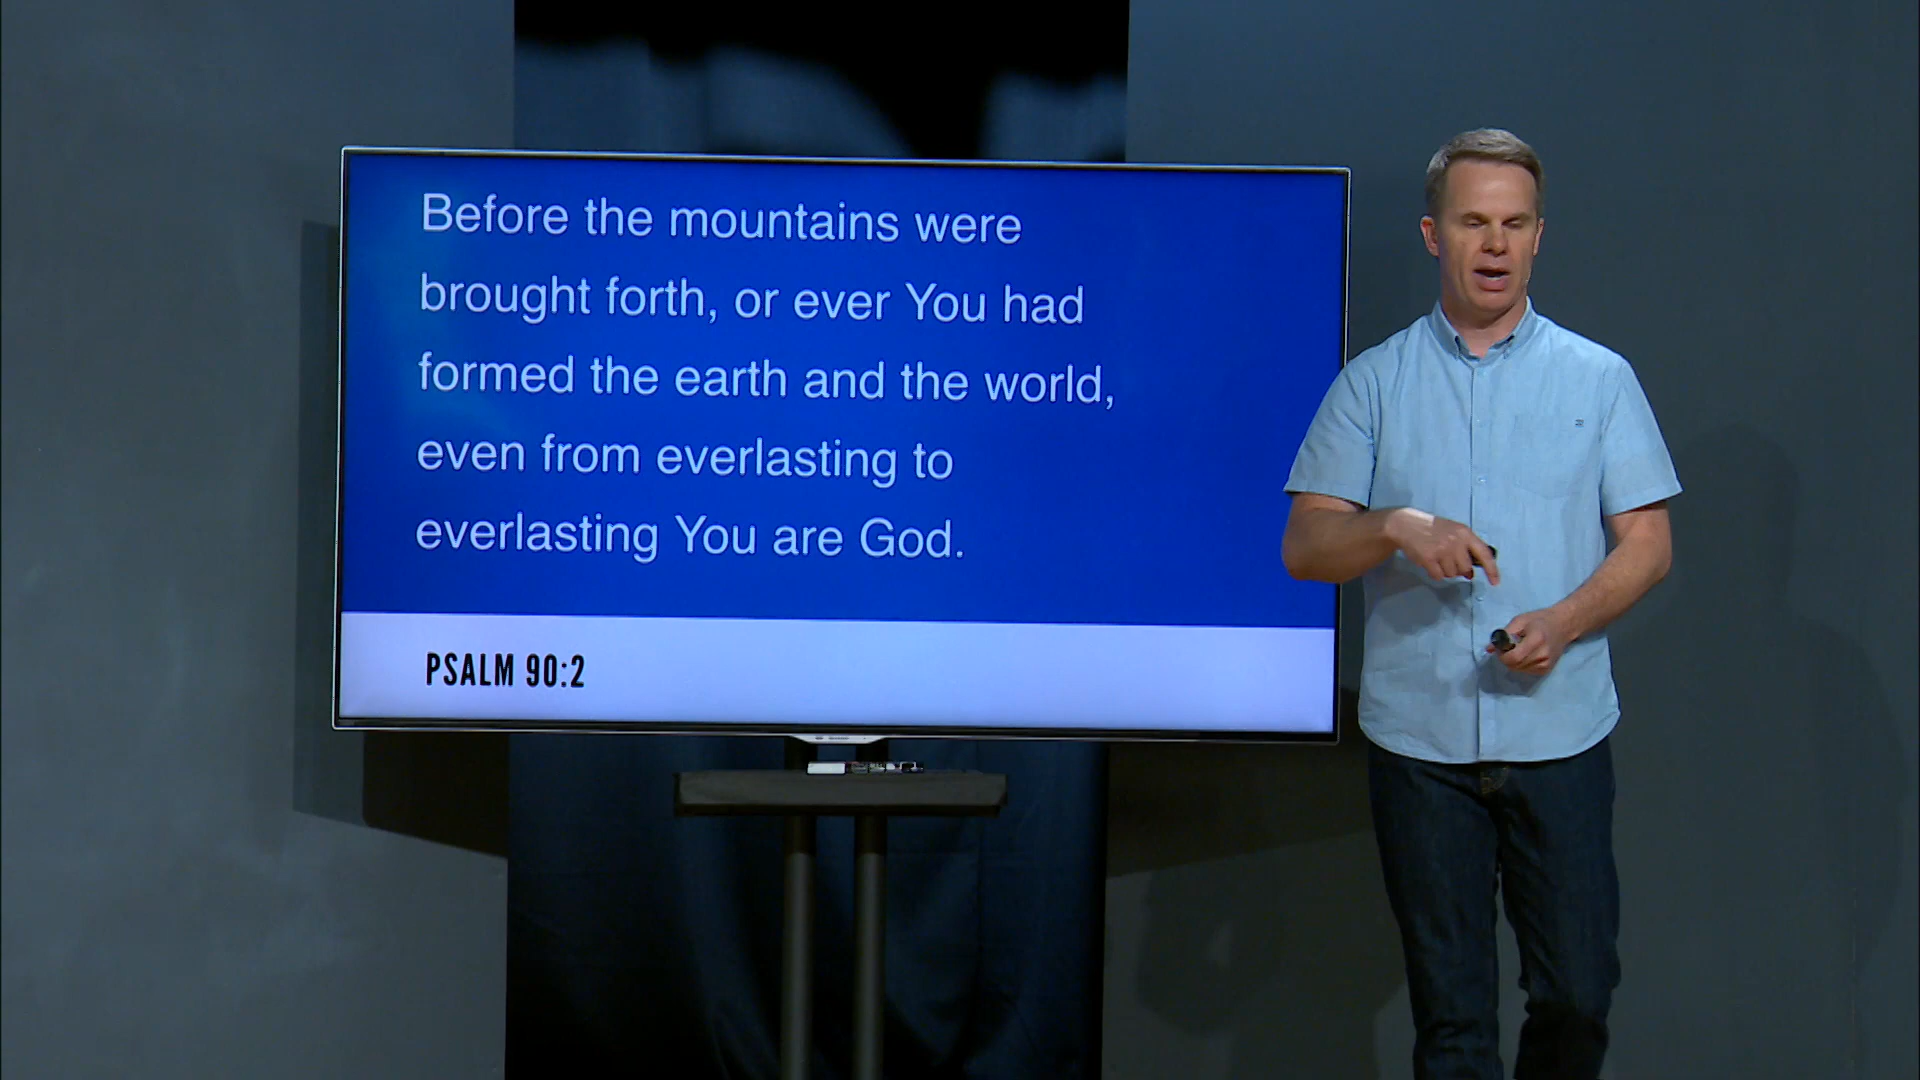 Before the mountains were
brought forth, or ever You had
formed the earth and the world,
even from everlasting to
everlasting You are God.
PSALM 90:2